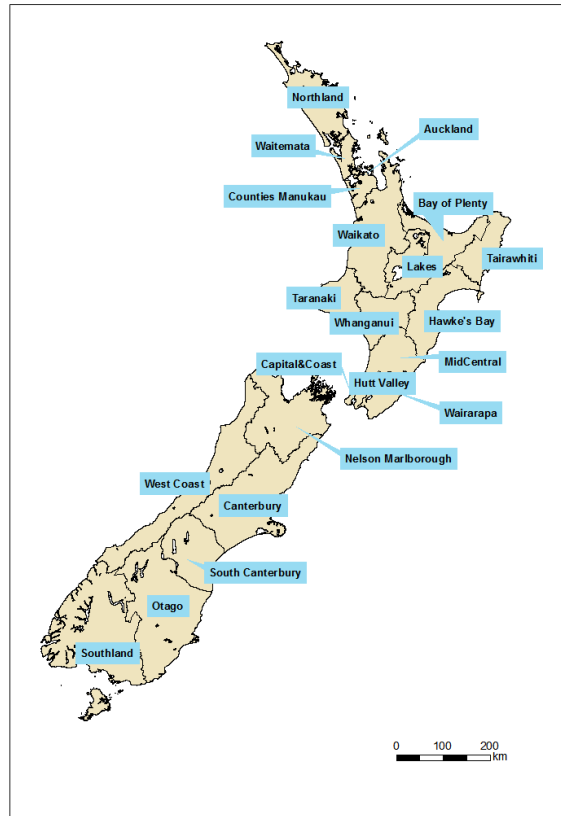 Northland
Auckland
Waitemata
Counties Manukau
Bay of Plenty
Waikato
Tairawhiti
Lakes
Taranaki
Whanganui
Hawke's Bay
MidCentral
Capital&Coast
Hutt Valley
Wairarapa
Nelson Marlborough
West Coast
Canterbury
South Canterbury
Otago
Southland
0 100 200
km